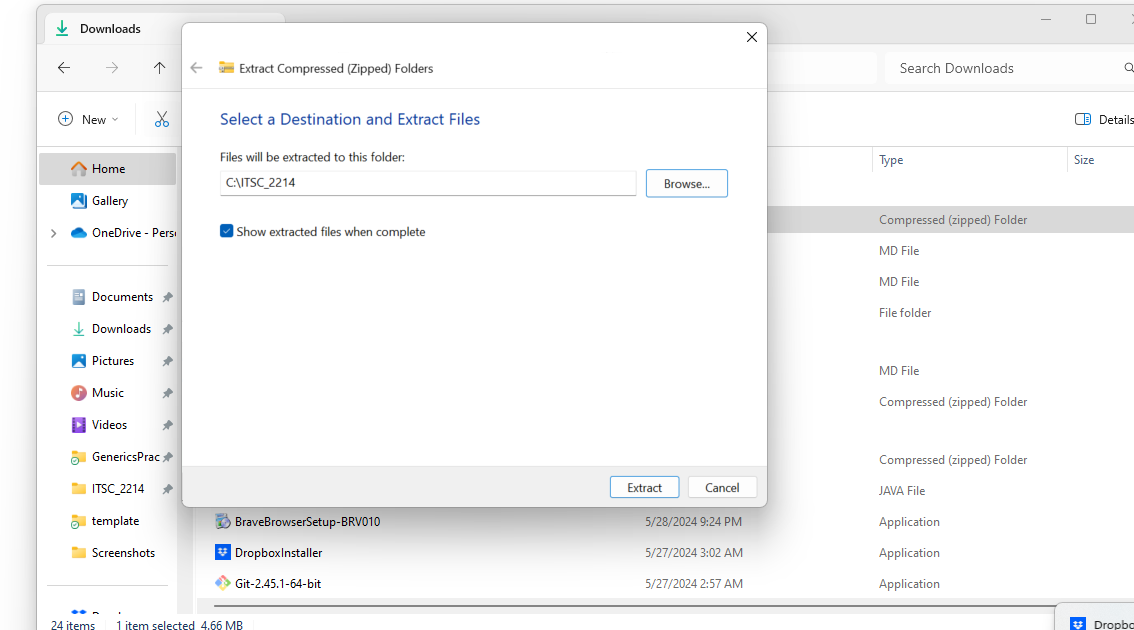 Downloads
Extract Compressed (Zipped) Folders
Search Downloads
New
Details
Select a Destination and Extract Files
Files will be extracted to this folder:
C:\ITSC_2214
Browse...
Show extracted files when complete
Extract
Cancel
Home
Gallery
OneDrive - Perso
Documents
Downloads
Pictures
Music
Videos
GenericsPrac
ITSC_2214
template
Screenshots
Type
Size
Compressed (zipped) Folder
MD File
MD File
File folder
MD File
Compressed (zipped) Folder
Compressed (zipped) Folder
JAVA File
BraveBrowserSetup-BRV010
5/28/2024 9:24 PM
Application
DropboxInstaller
5/27/2024 3:02 AM
Application
Git-2.45.1-64-bit
5/27/2024 2:57 AM
Application
24 items
1 item selected 4.66 MB
Dropbo